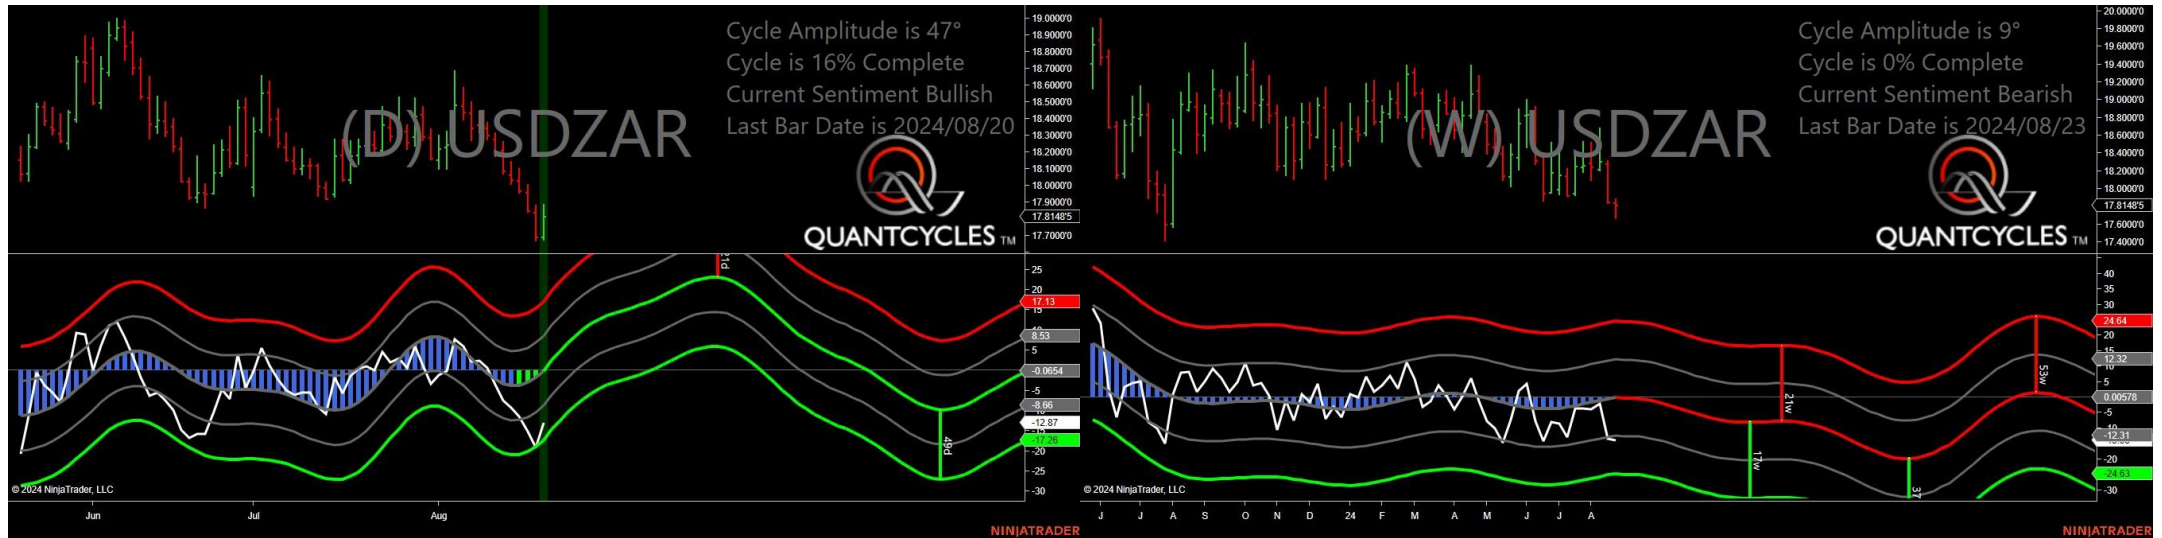 (D) USDZAR
Cycle Amplitude is 47°
Cycle is 16% Complete
Current Sentiment Bullish
Last Bar Date is 2024/08/20
QUANTCYCLES TM
19.0000'0
18.9000'0
18.8000'0
18.7000'0
18.6000'0
18.5000'0
18.4000'0
18.3000'0
18.2000'0
18.1000'0
18.0000'0
17.9000'0
17.8148'5
17.7000'0
21d
49d
25
20
17.13
15
8.53
5
-0.0654
-5
-8.66
-12.87
-17.26
-20
-25
-30
© 2024 NinjaTrader, LLC
Jun
Jul
Aug
NINJATRADER
(W) USDZAR
Cycle Amplitude is 9°
Cycle is 0% Complete
Current Sentiment Bearish
Last Bar Date is 2024/08/23
QUANTCYCLES TM
20.0000'0
19.8000'0
19.6000'0
19.4000'0
19.2000'0
19.0000'0
18.8000'0
18.6000'0
18.4000'0
18.2000'0
18.0000'0
17.8148'5
17.6000'0
17.4000'0
21w
17w
37
53w
40
35
30
24.64
20
15
12.32
10
5
0.00578
-5
-12.31
-20
-24.63
-30
© 2024 NinjaTrader, LLC
J J A S O N D 24 F M A M J J A
NINJATRADER